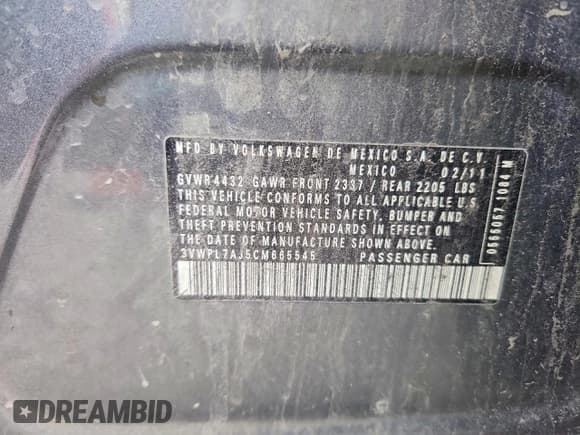 MFD BY VOLKSWAGEN DE MEXICO S.A. DE C.V.
MEXICO 02/11
GVWR4432 GAWR FRONT 2337 / REAR 2205 LBS
THIS VEHICLE CONFORMS TO ALL APPLICABLE U.S
FEDERAL MOTOR VEHICLE SAFETY, BUMPER AND
THEFT PREVENTION STANDARDS IN EFFECT ON
THE DATE OF MANUFACTURE SHOWN ABOVE.
3VWPL7AJ5CM665545 PASSENGER CAR
DREAMBID